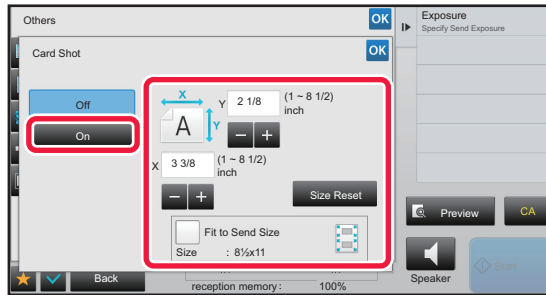 Others
OK
Exposure
Specify Send Exposure
Card Shot
OK
Off
On
X
Y
A
Y 2 1/8 (1 ~ 8 1/2)
inch
X 3 3/8 (1 ~ 8 1/2)
inch
Size Reset
Fit to Send Size
Size : 8½x11
Preview
CA
Back
reception memory: 100%
Speaker
Start